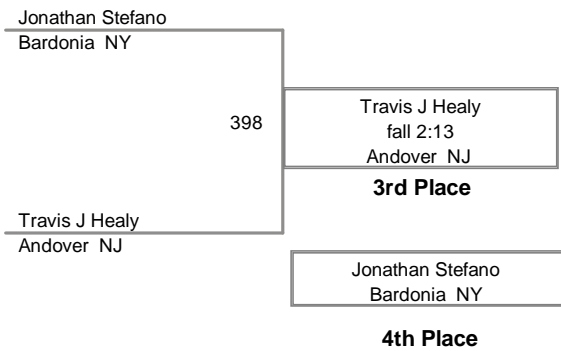 Jonathan Stefano
Bardonia NY
398
Travis J Healy
fall 2:13
Andover NJ
3rd Place
Travis J Healy
Andover NJ
Jonathan Stefano
Bardonia NY
4th Place